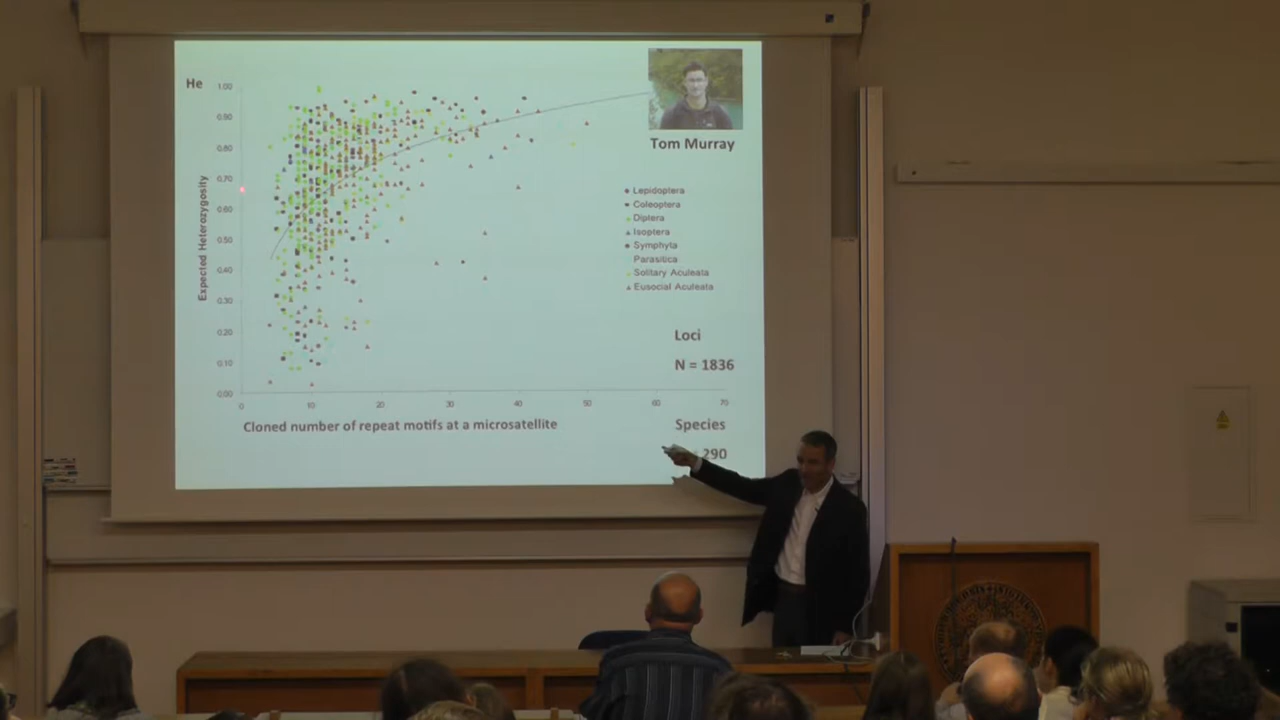 He
1.00
0.90
0.80
0.70
0.60
0.50
0.40
0.30
0.20
0.10
0.00
Expected Heterozygosity
0 10 20 30 40 50 60 70
Cloned number of repeat motifs at a microsatellite
Tom Murray
Lepidoptera
Coleoptera
Diptera
Isoptera
Symphyta
Parasitica
Solitary Aculeata
Eusocial Aculeata
Loci
N = 1836
Species
290